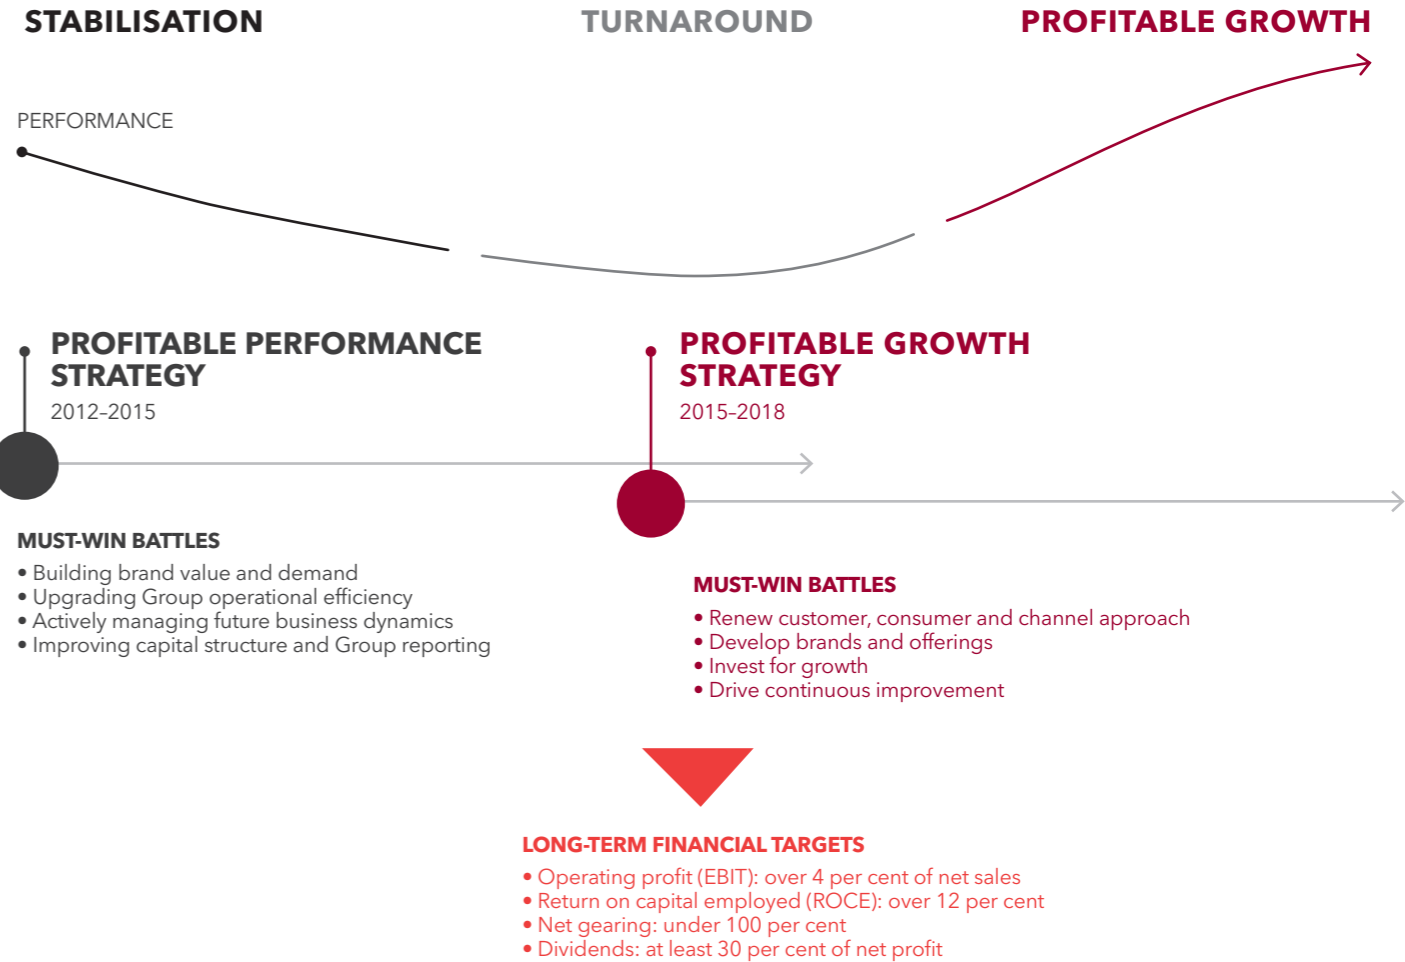 STABILISATION
TURNAROUND
PROFITABLE GROWTH
PERFORMANCE
PROFITABLE PERFORMANCE
STRATEGY
2012–2015
MUST-WIN BATTLES
• Building brand value and demand
• Upgrading Group operational efficiency
• Actively managing future business dynamics
• Improving capital structure and Group reporting
PROFITABLE GROWTH
STRATEGY
2015–2018
MUST-WIN BATTLES
• Renew customer, consumer and channel approach
• Develop brands and offerings
• Invest for growth
• Drive continuous improvement
LONG-TERM FINANCIAL TARGETS
• Operating profit (EBIT): over 4 per cent of net sales
• Return on capital employed (ROCE): over 12 per cent
• Net gearing: under 100 per cent
• Dividends: at least 30 per cent of net profit